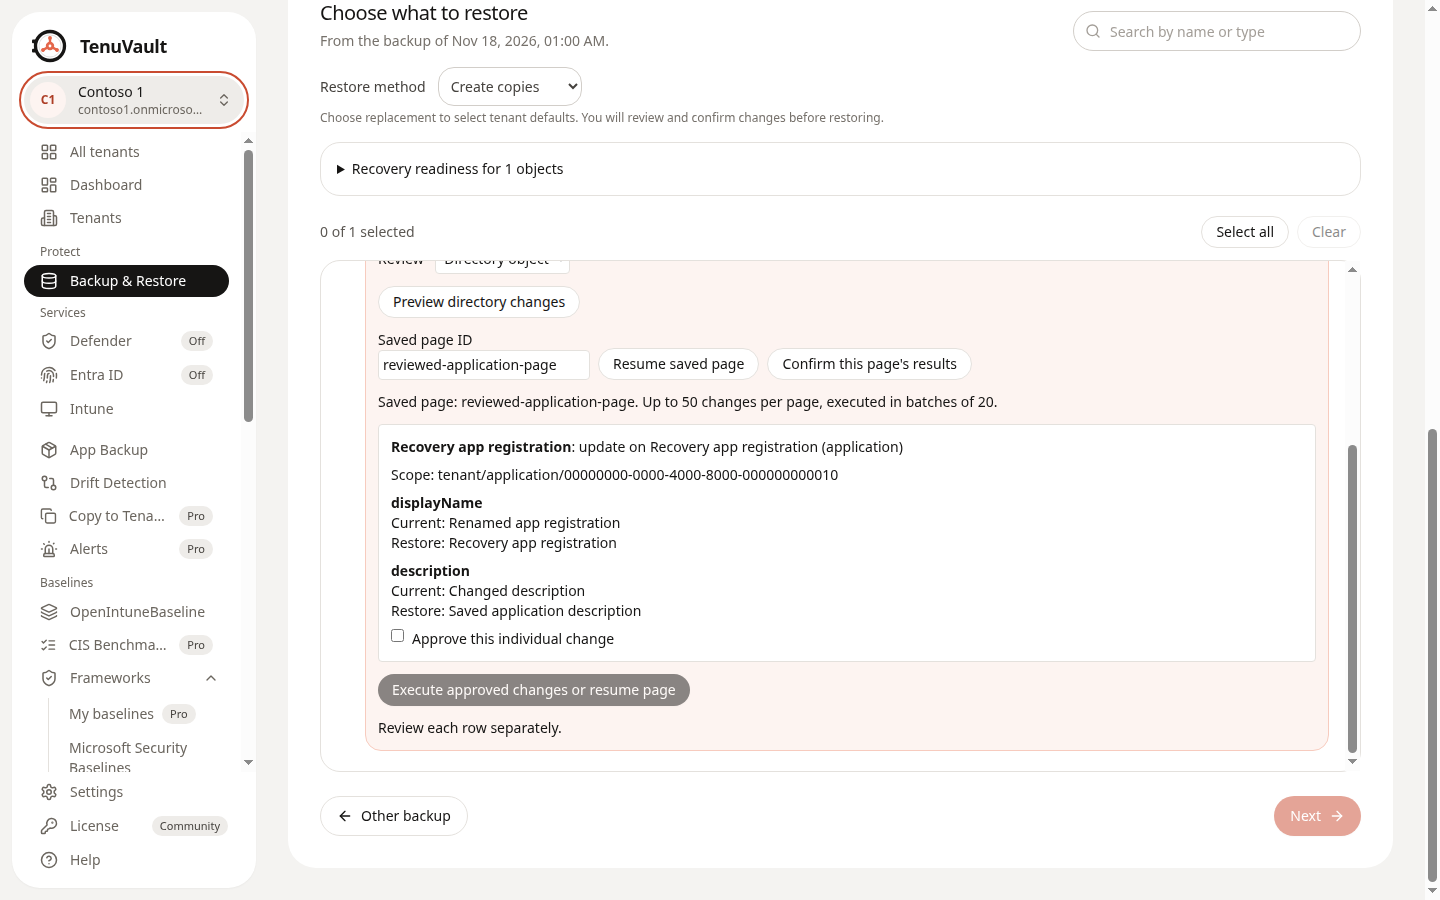 TenuVault
C1
Contoso 1
contoso1.onmicroso...
All tenants
Dashboard
Tenants
Protect
Backup & Restore
Services
Defender Off
Entra ID Off
Intune
App Backup
Drift Detection
Copy to Tena... Pro
Alerts Pro
Baselines
OpenIntuneBaseline
CIS Benchma... Pro
Frameworks
My baselines Pro
Microsoft Security
Baselines
Settings
License Community
Help
Choose what to restore
From the backup of Nov 18, 2026, 01:00 AM.
Search by name or type
Restore method Create copies
Choose replacement to select tenant defaults. You will review and confirm changes before restoring.
Recovery readiness for 1 objects
0 of 1 selected
Select all
Clear
Review Directory object
Preview directory changes
Saved page ID
reviewed-application-page Resume saved page Confirm this page's results
Saved page: reviewed-application-page. Up to 50 changes per page, executed in batches of 20.
Recovery app registration: update on Recovery app registration (application)
Scope: tenant/application/00000000-0000-4000-8000-000000000010
displayName
Current: Renamed app registration
Restore: Recovery app registration
description
Current: Changed description
Restore: Saved application description
Approve this individual change
Execute approved changes or resume page
Review each row separately.
Other backup
Next